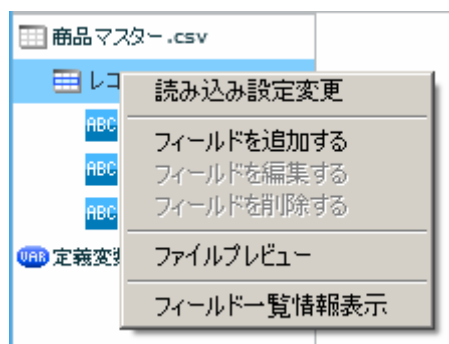 商品マスター.csv
レコ
読み込み設定変更
ABC
フィールドを追加する
ABC
フィールドを編集する
ABC
フィールドを削除する
VAR 定義変数
ファイルプレビュー
フィールド一覧情報表示